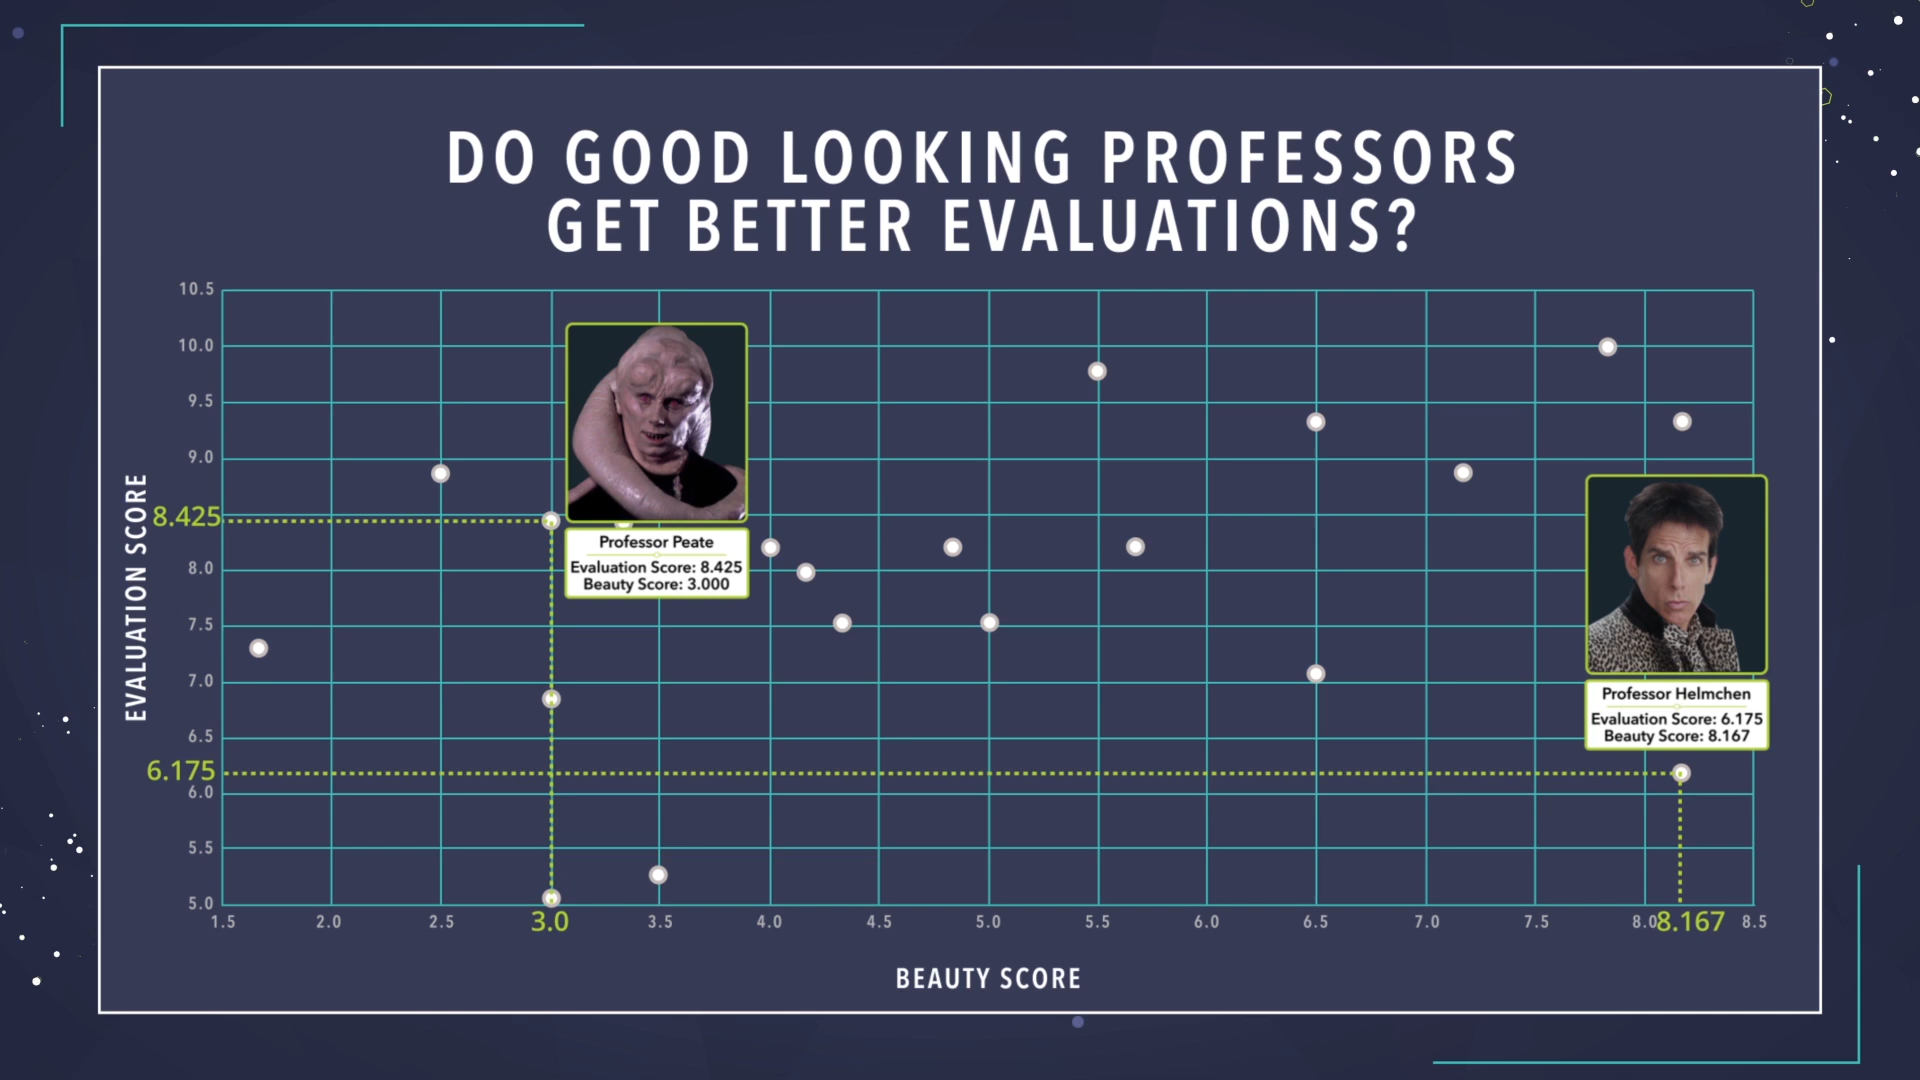 DO GOOD LOOKING PROFESSORS
GET BETTER EVALUATIONS?
EVALUATION SCORE
10.5
10.0
9.5
9.0
8.425
8.0
7.5
7.0
6.5
6.175
6.0
5.5
5.0
Professor Peate
Evaluation Score: 8.425
Beauty Score: 3.000
Professor Helmchen
Evaluation Score: 6.175
Beauty Score: 8.167
1.5 2.0 2.5 3.0 3.5 4.0 4.5 5.0 5.5 6.0 6.5 7.0 7.5 8.0 8.167 8.5
BEAUTY SCORE